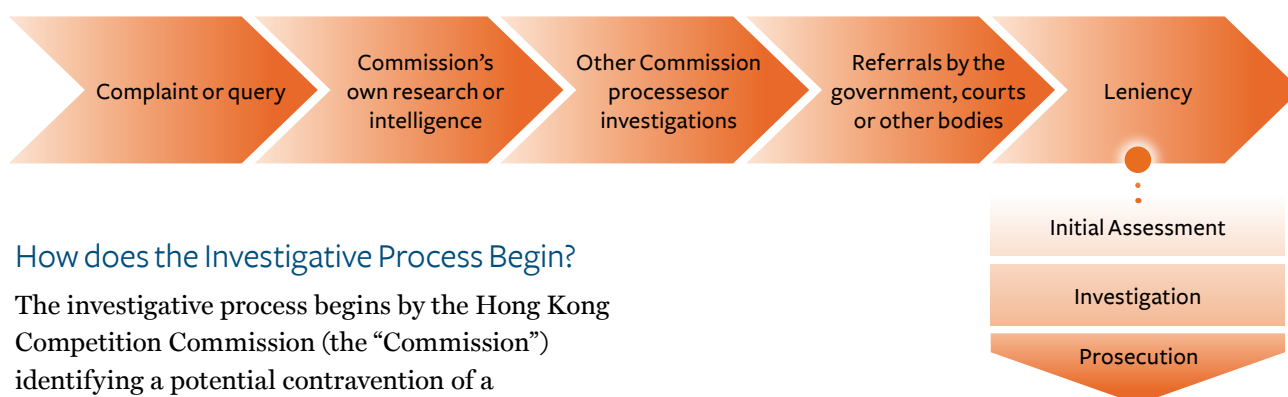 Complaint or query
Commission’s
own research or
intelligence
Other Commission
processesor
investigations
Referrals by the
government, courts
or other bodies
Leniency
Initial Assessment
Investigation
Prosecution
How does the Investigative Process Begin?
The investigative process begins by the Hong Kong
Competition Commission (the “Commission”)
identifying a potential contravention of a